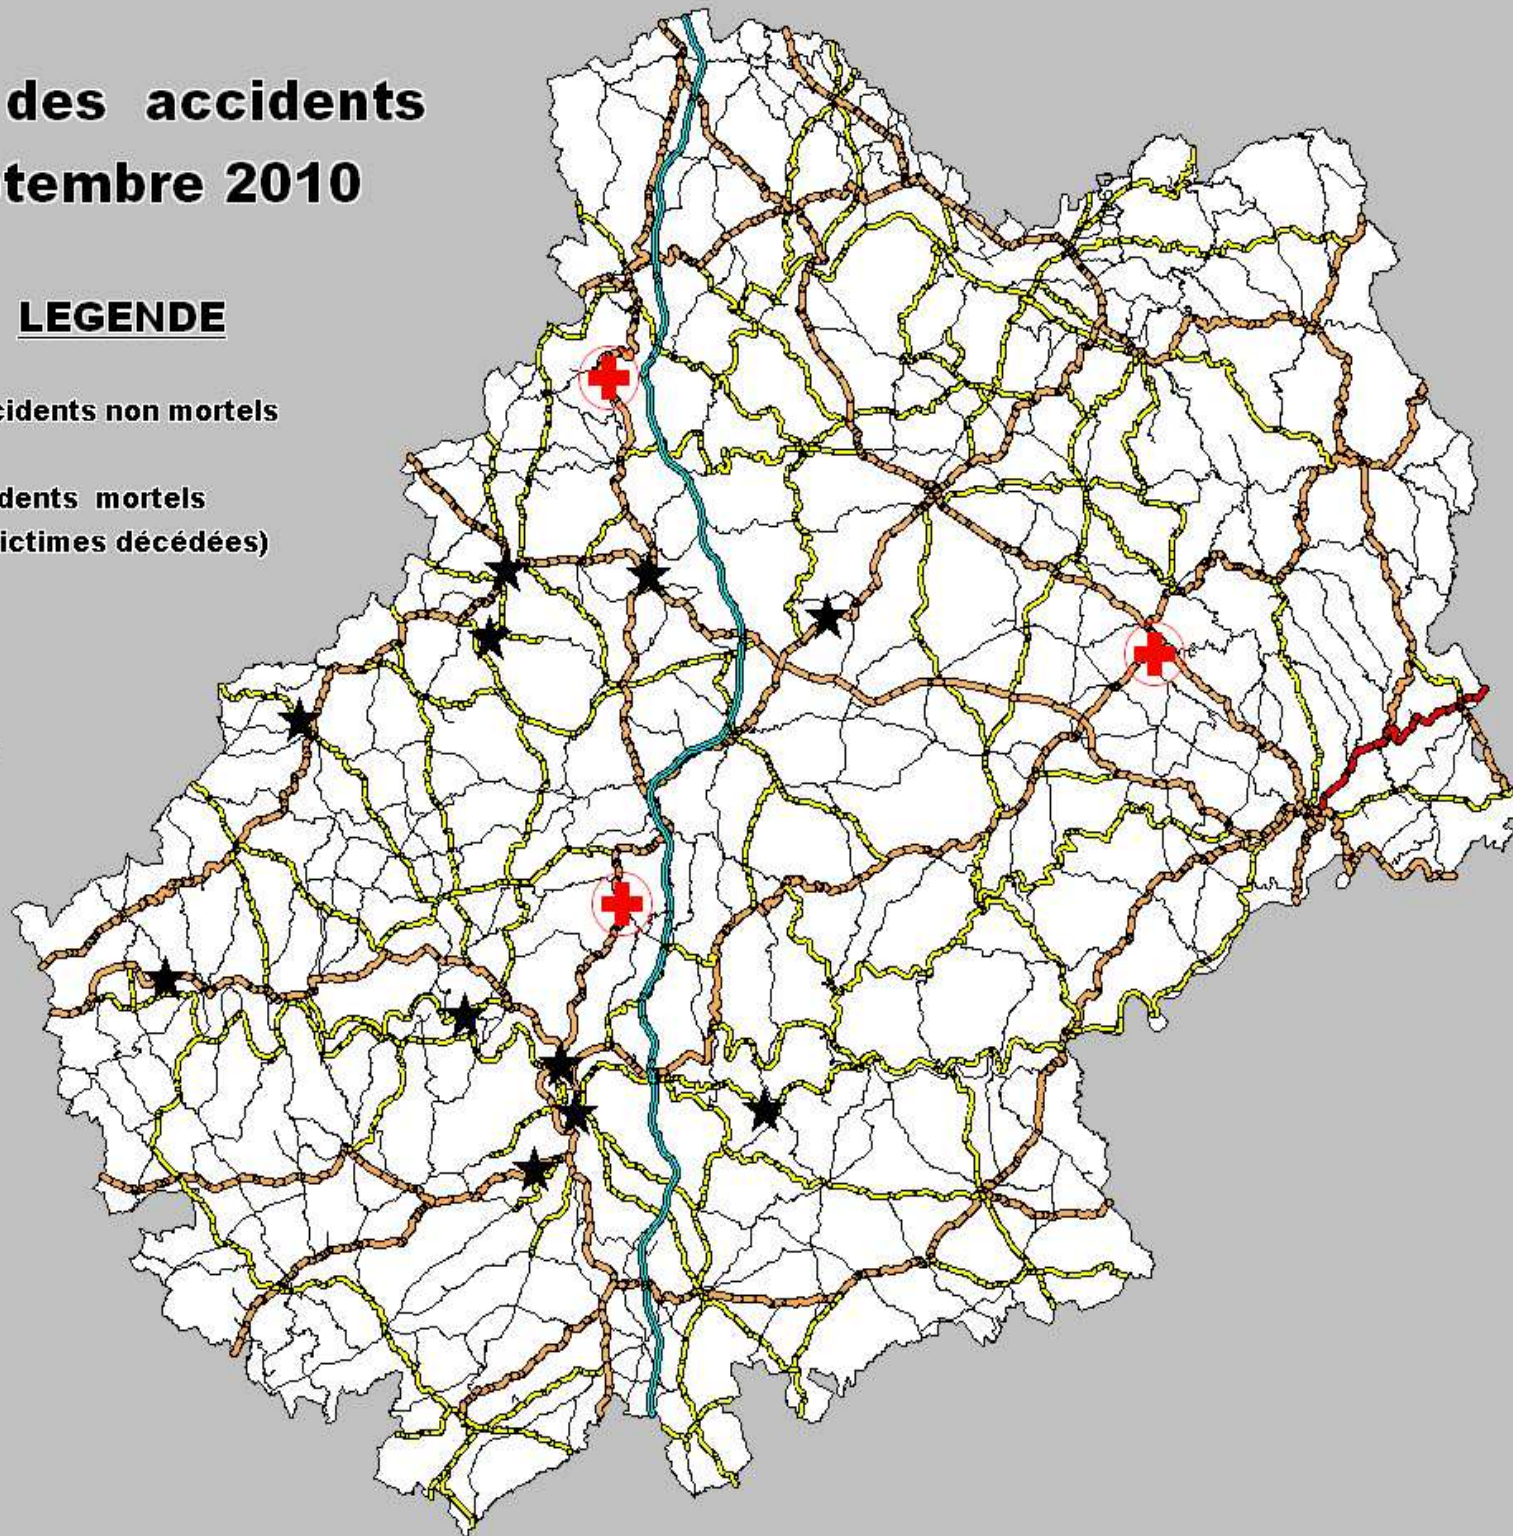 des accidents
tembre 2010
LEGENDE
cidents non mortels
dents mortels
ictimes décédées)